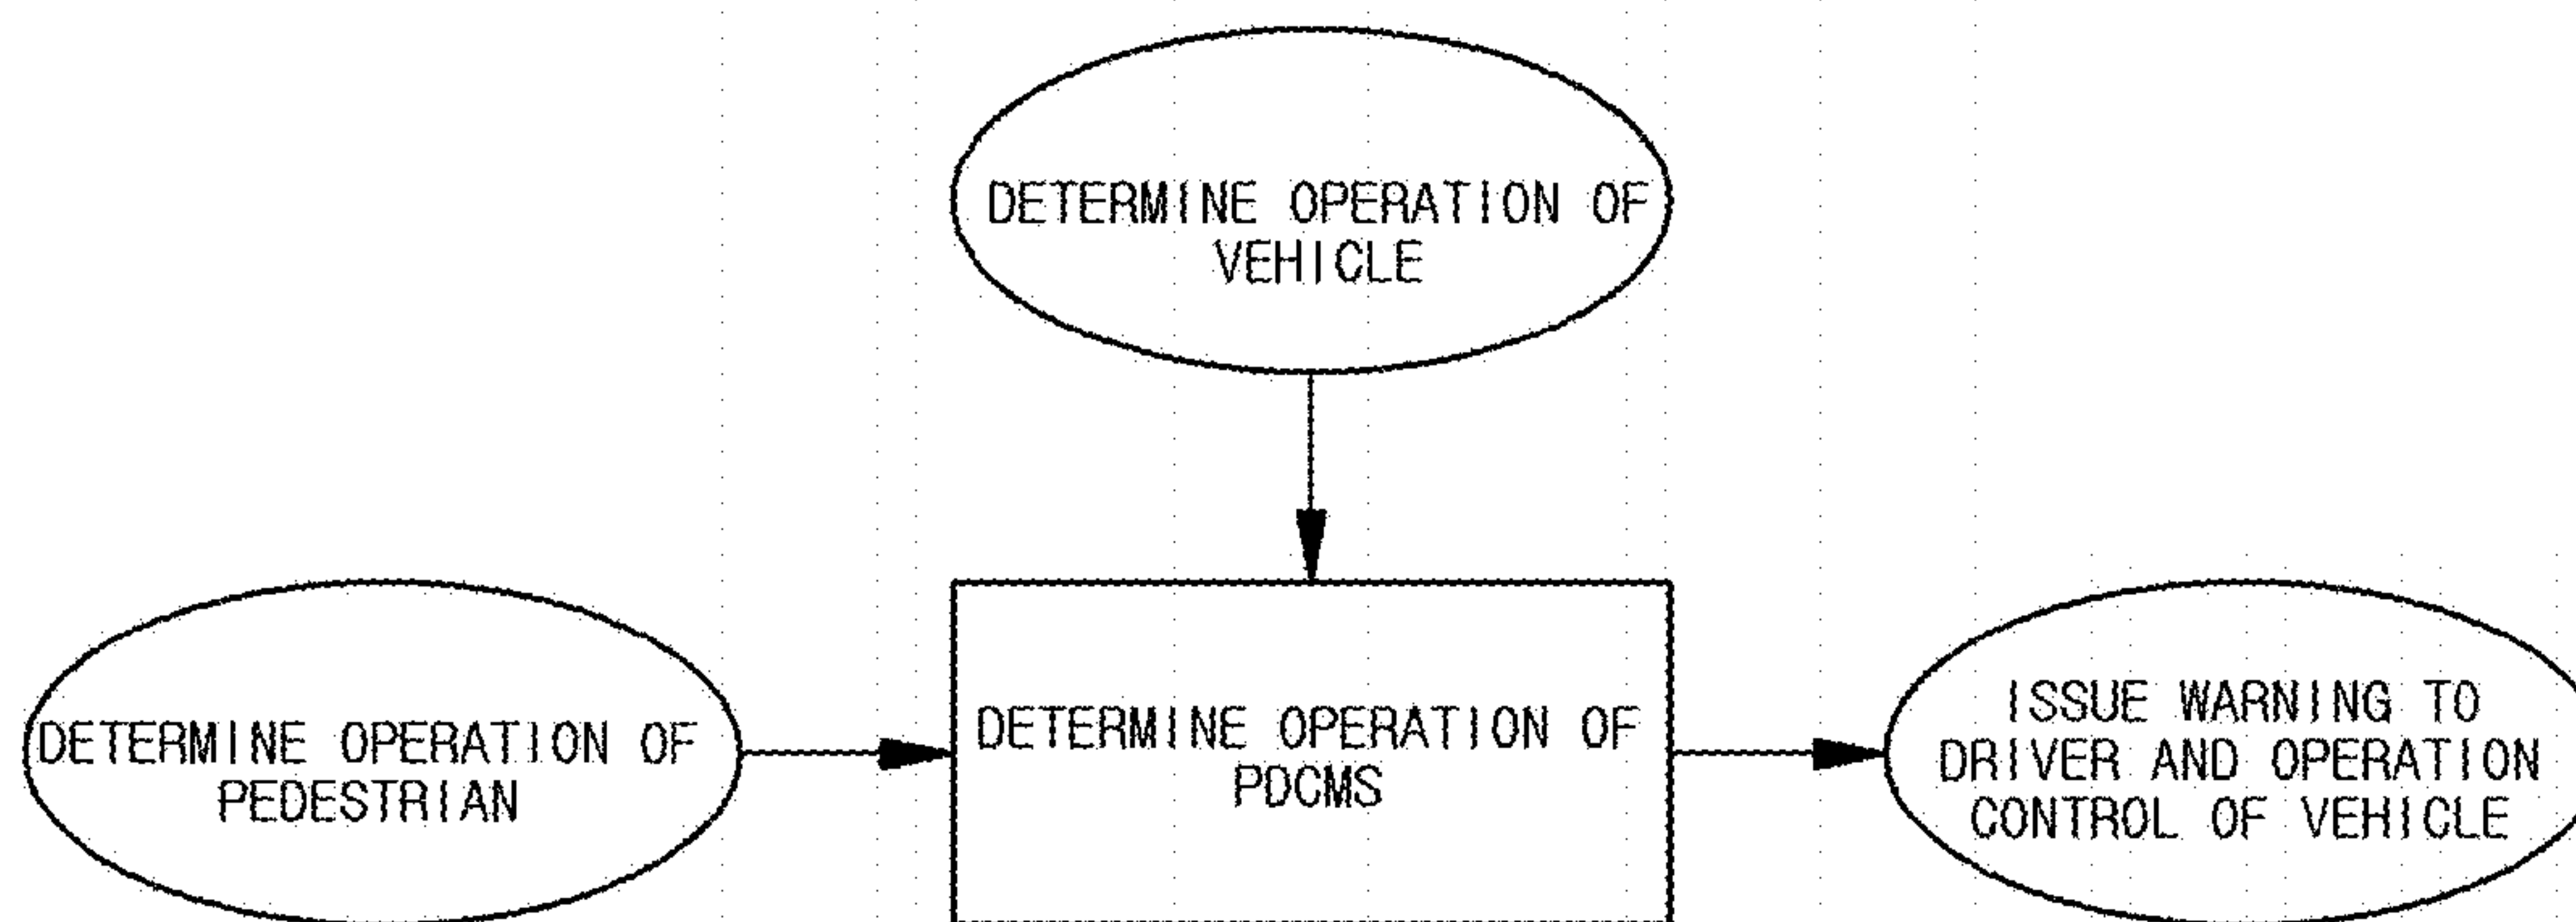 DETERMINE OPERATION OF
VEHICLE
DETERMINE OPERATION OF
PEDESTRIAN
DETERMINE OPERATION OF
PDCMS
ISSUE WARNING TO
DRIVER AND OPERATION
CONTROL OF VEHICLE